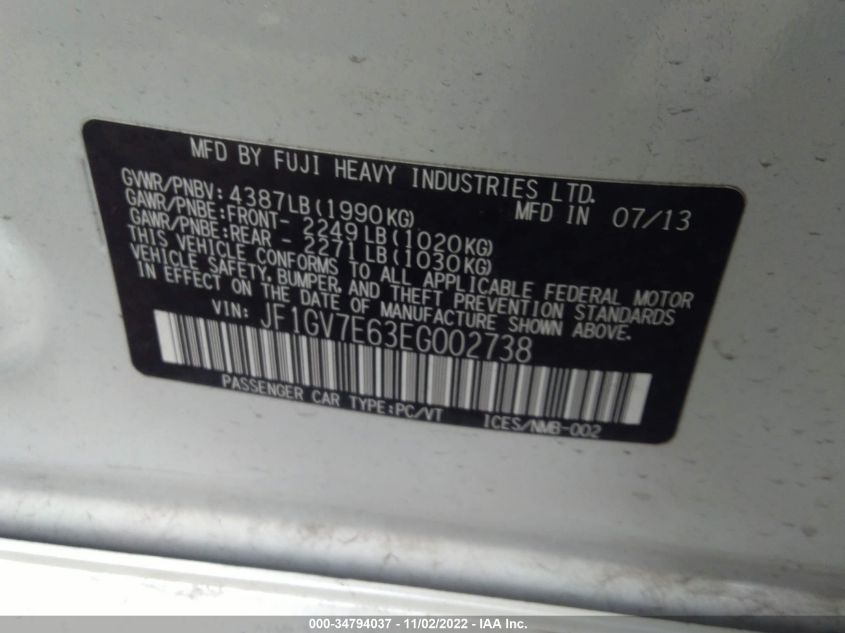 MFD BY FUJI HEAVY INDUSTRIES LTD.
GVWR/PNBV: 4387LB(1990KG) MFD IN 07/13
GAWR/PNBE:FRONT- 2249LB(1020KG)
GAWR/PNBE:REAR - 2271LB(1030KG)
THIS VEHICLE CONFORMS TO ALL APPLICABLE FEDERAL MOTOR
VEHICLE SAFETY, BUMPER, AND THEFT PREVENTION STANDARDS
IN EFFECT ON THE DATE OF MANUFACTURE SHOWN ABOVE.
VIN: JF1GV7E63EG002738
PASSENGER CAR TYPE:PC/VT ICES/NMB-002
000-34794037 - 11/02/2022 - IAA Inc.